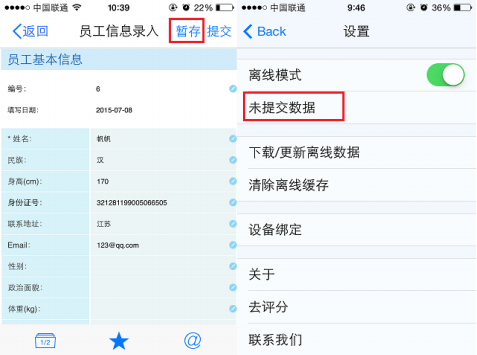 中国联通 10:39 22%
返回 员工信息录入 暂存 提交
员工基本信息
编号: 6
填写日期: 2015-07-08
*姓名: 帆帆
民族: 汉
身高(cm): 170
身份证号: 321281199005066505
联系地址: 江苏
Email: 123@qq.com
性别:
政治面貌:
体重(kg):
1/2
中国联通 9:46 36%
Back 设置
离线模式
未提交数据
下载/更新离线数据
清除离线缓存
设备绑定
关于
去评分
联系我们